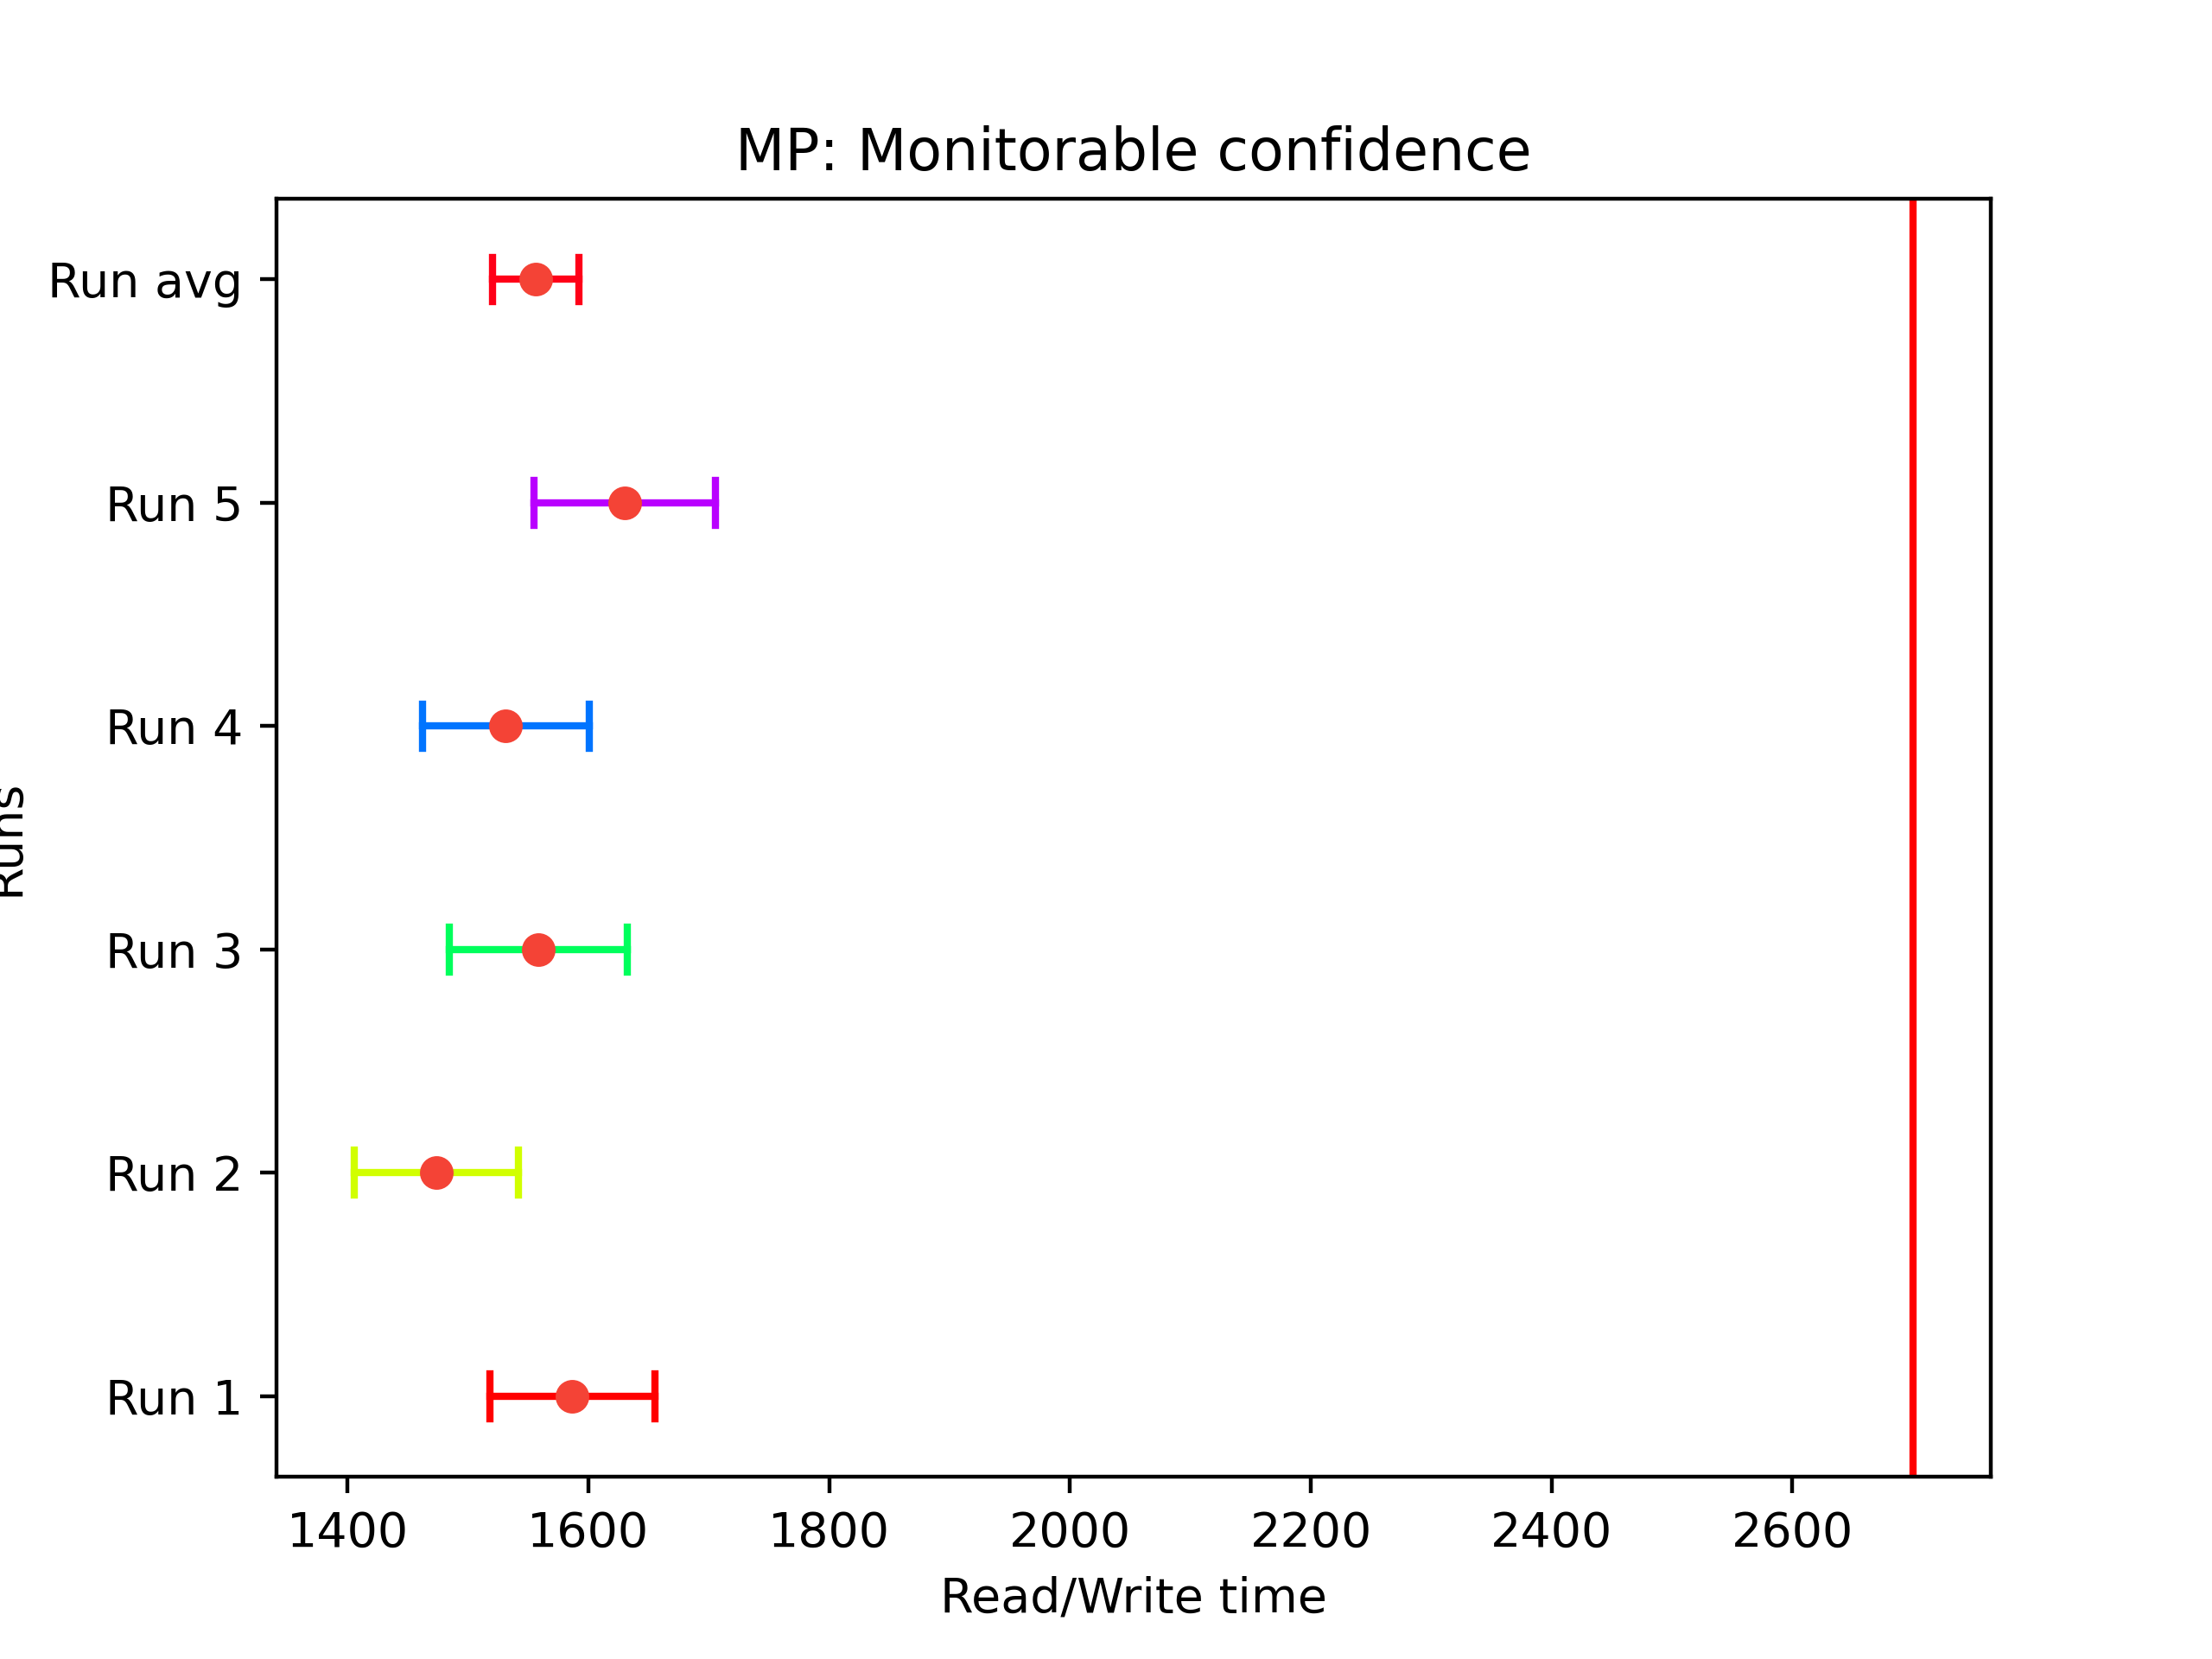 MP: Monitorable confidence
Run avg
Run 5
Run 4
Runs
Run 3
Run 2
Run 1
1400 1600 1800 2000 2200 2400 2600
Read/Write time